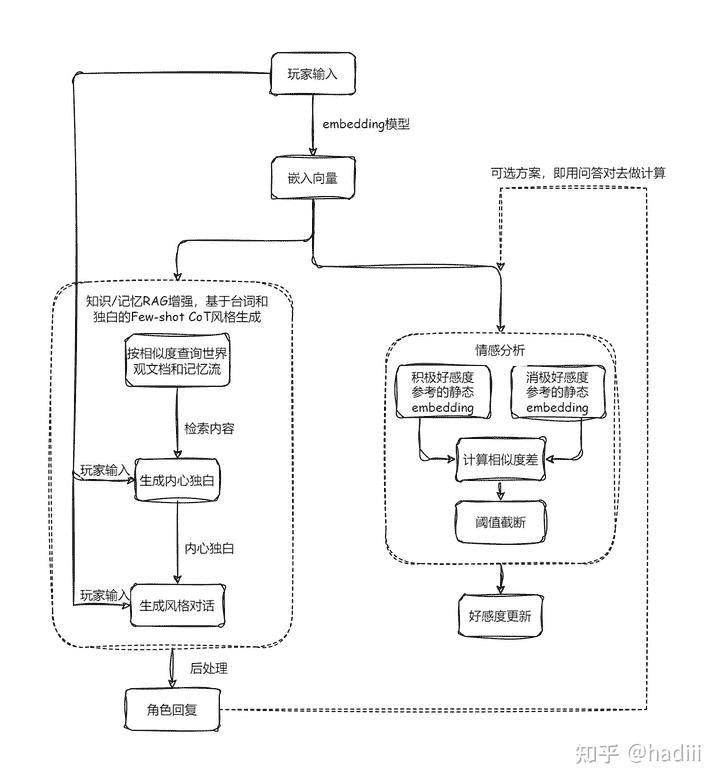 玩家输入
embedding模型
嵌入向量
可选方案，即用问答对去做计算
知识/记忆RAG增强，基于台词和
独白的Few-shot CoT风格生成
按相似度查询世界
观文档和记忆流
检索内容
玩家输入
生成内心独白
内心独白
玩家输入
生成风格对话
后处理
角色回复
情感分析
积极好感度
参考的静态
embedding
消极好感度
参考的静态
embedding
计算相似度差
阈值截断
好感度更新
知乎 @hadiii